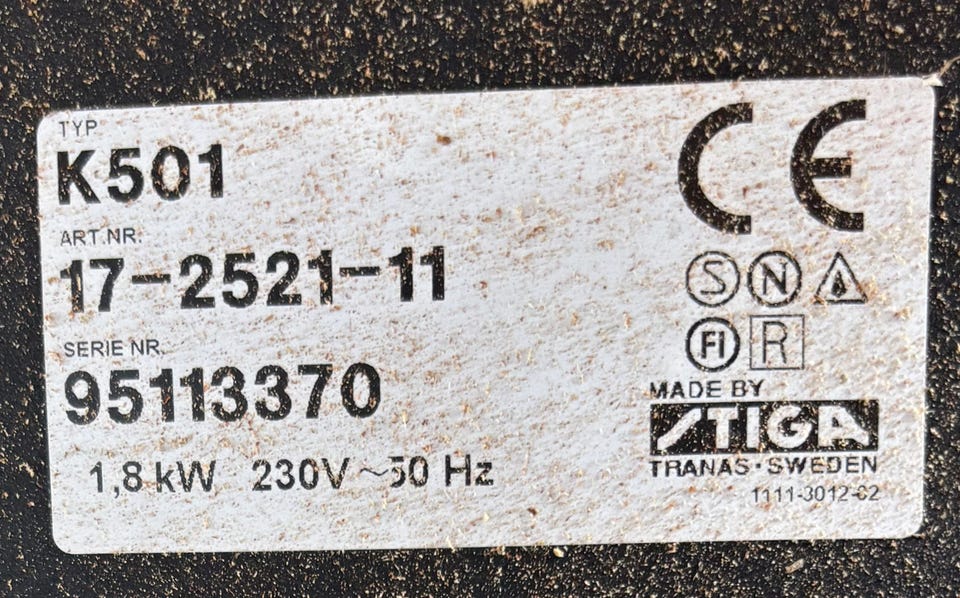 TYP
K501
ART.NR.
17-2521-11
SERIE NR.
95113370
1,8 kW 230V ~50 Hz
CE
S N
FI R
MADE BY
STIGA
TRANAS · SWEDEN
1111-3012-02